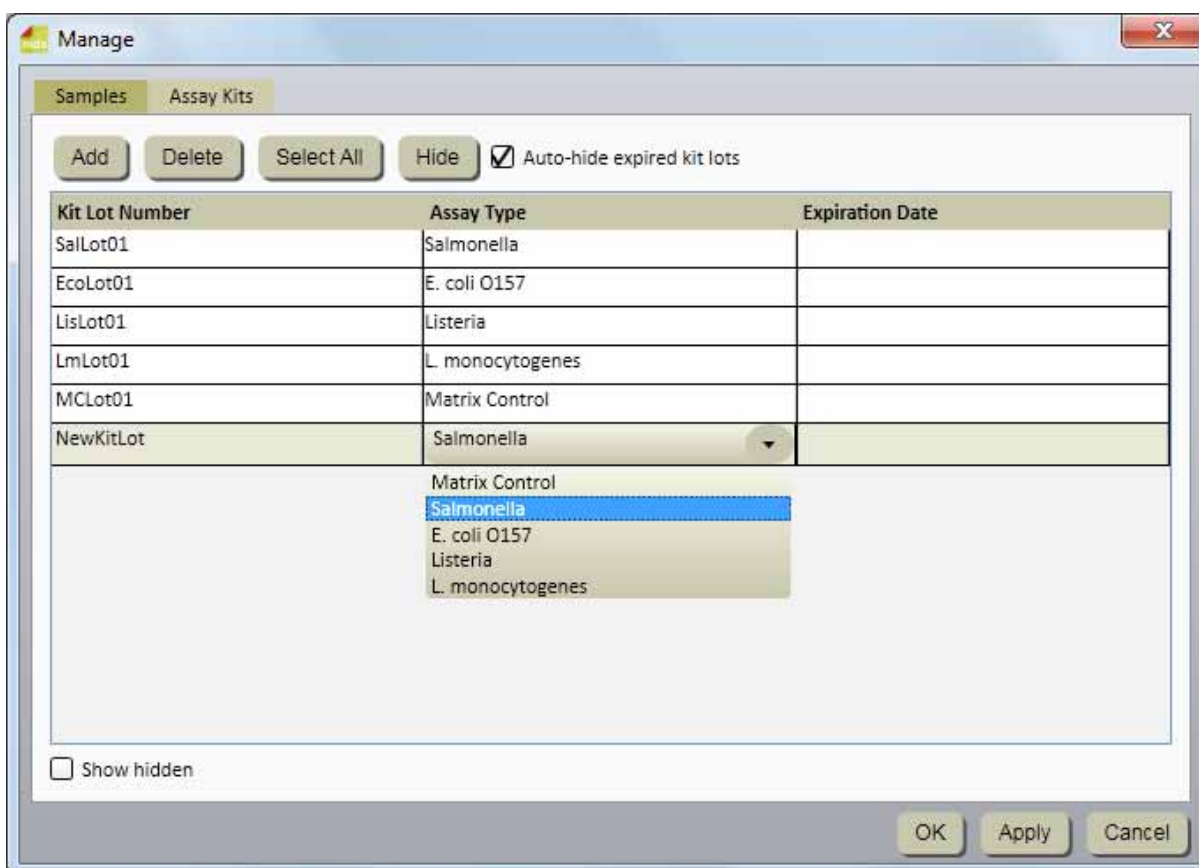 Manage
Samples Assay Kits
Add Delete Select All Hide Auto-hide expired kit lots
Kit Lot Number Assay Type Expiration Date
SalLot01 Salmonella
EcoLot01 E. coli O157
LisLot01 Listeria
LmLot01 L. monocytogenes
MCLot01 Matrix Control
NewKitLot Salmonella
Matrix Control
Salmonella
E. coli O157
Listeria
L. monocytogenes
Show hidden
OK Apply Cancel